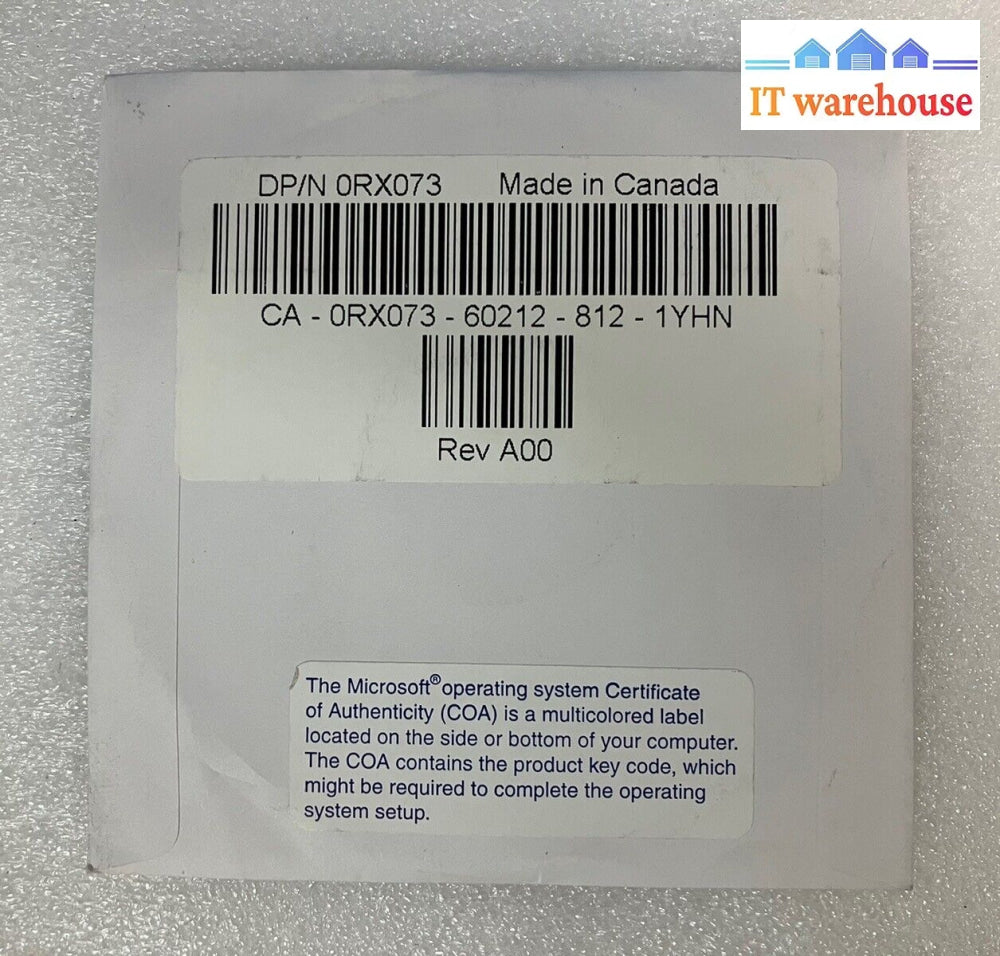 IT warehouse
DP/N 0RX073 Made in Canada
CA - 0RX073 - 60212 - 812 - 1YHN
Rev A00
The Microsoft® operating system Certificate
of Authenticity (COA) is a multicolored label
located on the side or bottom of your computer.
The COA contains the product key code, which
might be required to complete the operating
system setup.